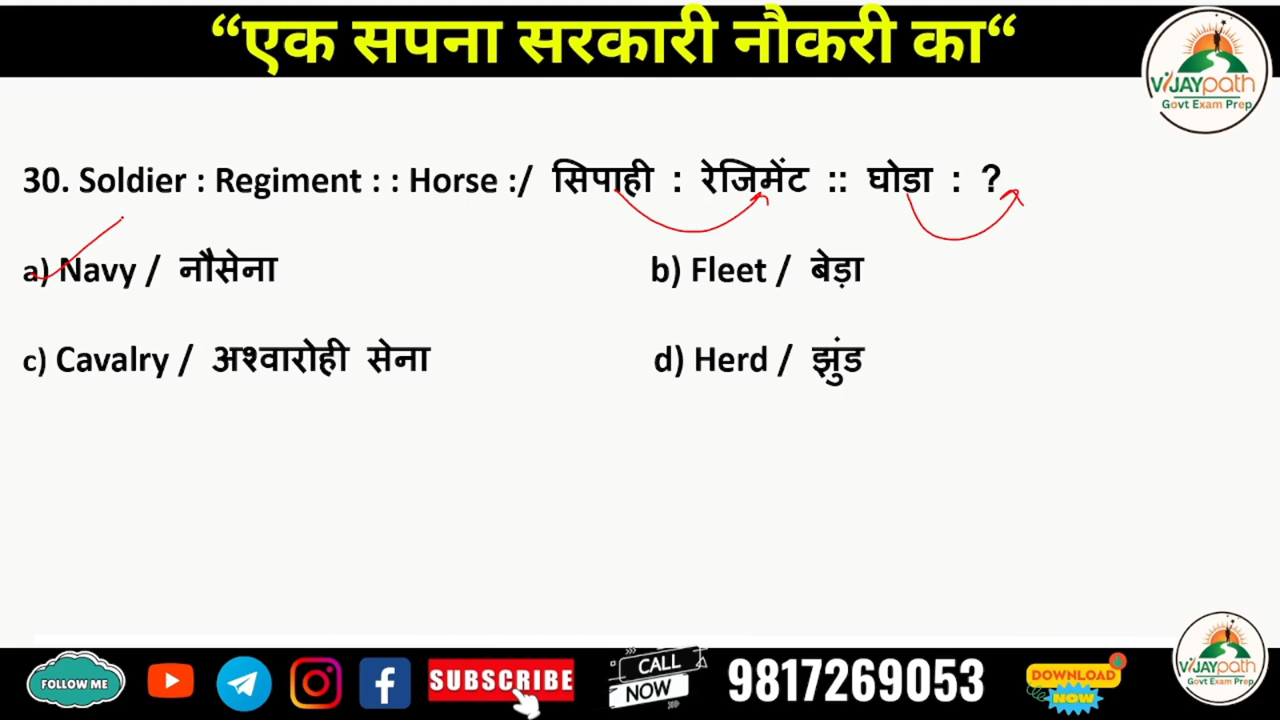 “एक सपना सरकारी नौकरी का“
VIJAYpath
Govt Exam Prep
30. Soldier : Regiment : : Horse :/ सिपाही : रेजिमेंट :: घोडा : ?
a) Navy / नौसेना
b) Fleet / बेड़ा
c) Cavalry / अश्वारोही सेना
d) Herd / झुंड
VIJAYpath
Govt Exam Prep
FOLLOW ME
SUBSCRIBE
CALL
NOW
9817269053
DOWNLOAD
NOW